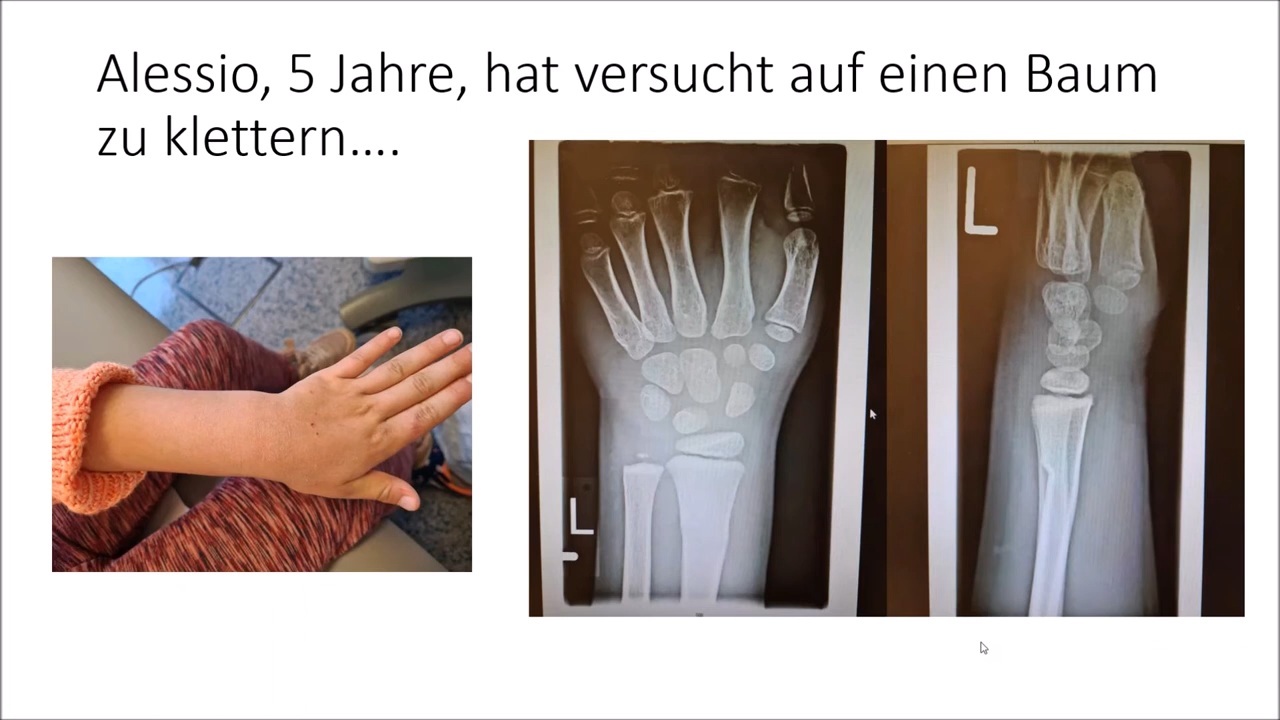 Alessio, 5 Jahre, hat versucht auf einen Baum
zu klettern....
L
L